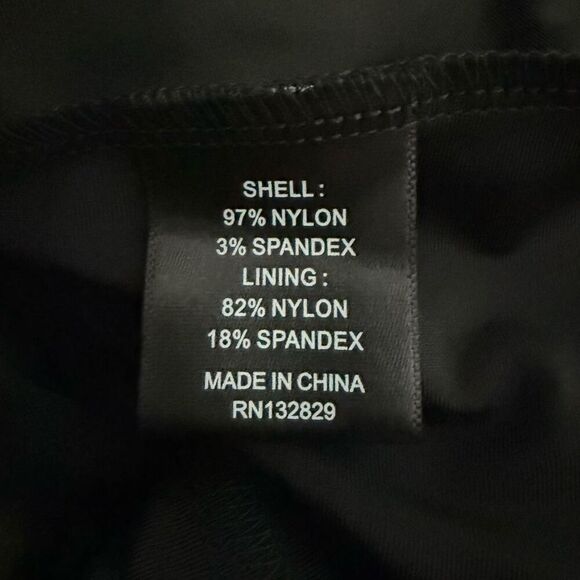 SHELL :
97% NYLON
3% SPANDEX
LINING :
82% NYLON
18% SPANDEX
MADE IN CHINA
RN132829